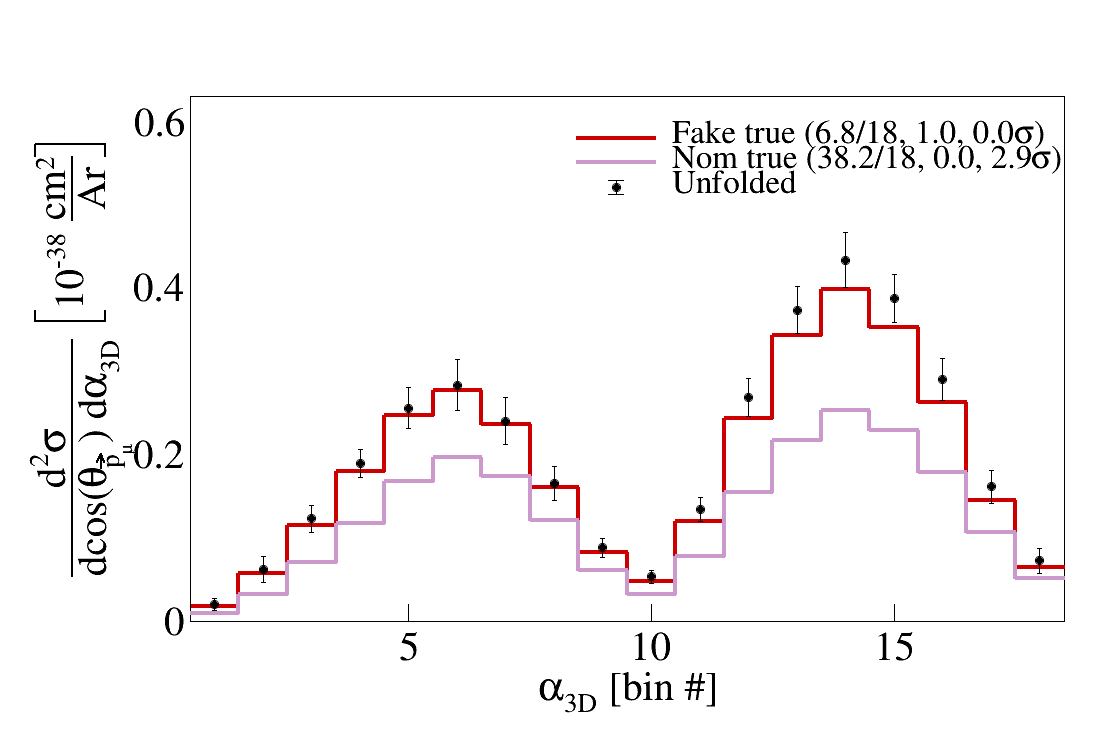 0.6
0.4
0.2
0
5
10
15
Fake true (6.8/18, 1.0, 0.0σ)
Nom true (38.2/18, 0.0, 2.9σ)
Unfolded
d²σ
dcos(θ_p⃗_μ) dα_3D
[10⁻³⁸ cm²
Ar]
α_3D [bin #]